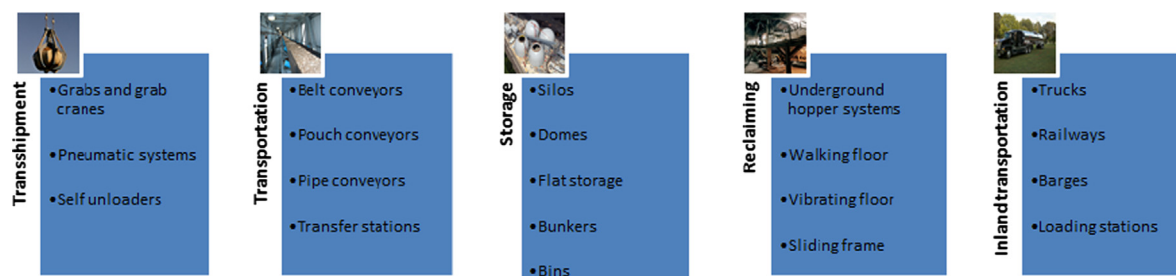 Transshipment
•Grabs and grab
cranes
•Pneumatic systems
•Self unloaders
Transportation
•Belt conveyors
•Pouch conveyors
•Pipe conveyors
•Transfer stations
Storage
•Silos
•Domes
•Flat storage
•Bunkers
•Bins
Reclaiming
•Underground
hopper systems
•Walking floor
•Vibrating floor
•Sliding frame
Inland transportation
•Trucks
•Railways
•Barges
•Loading stations